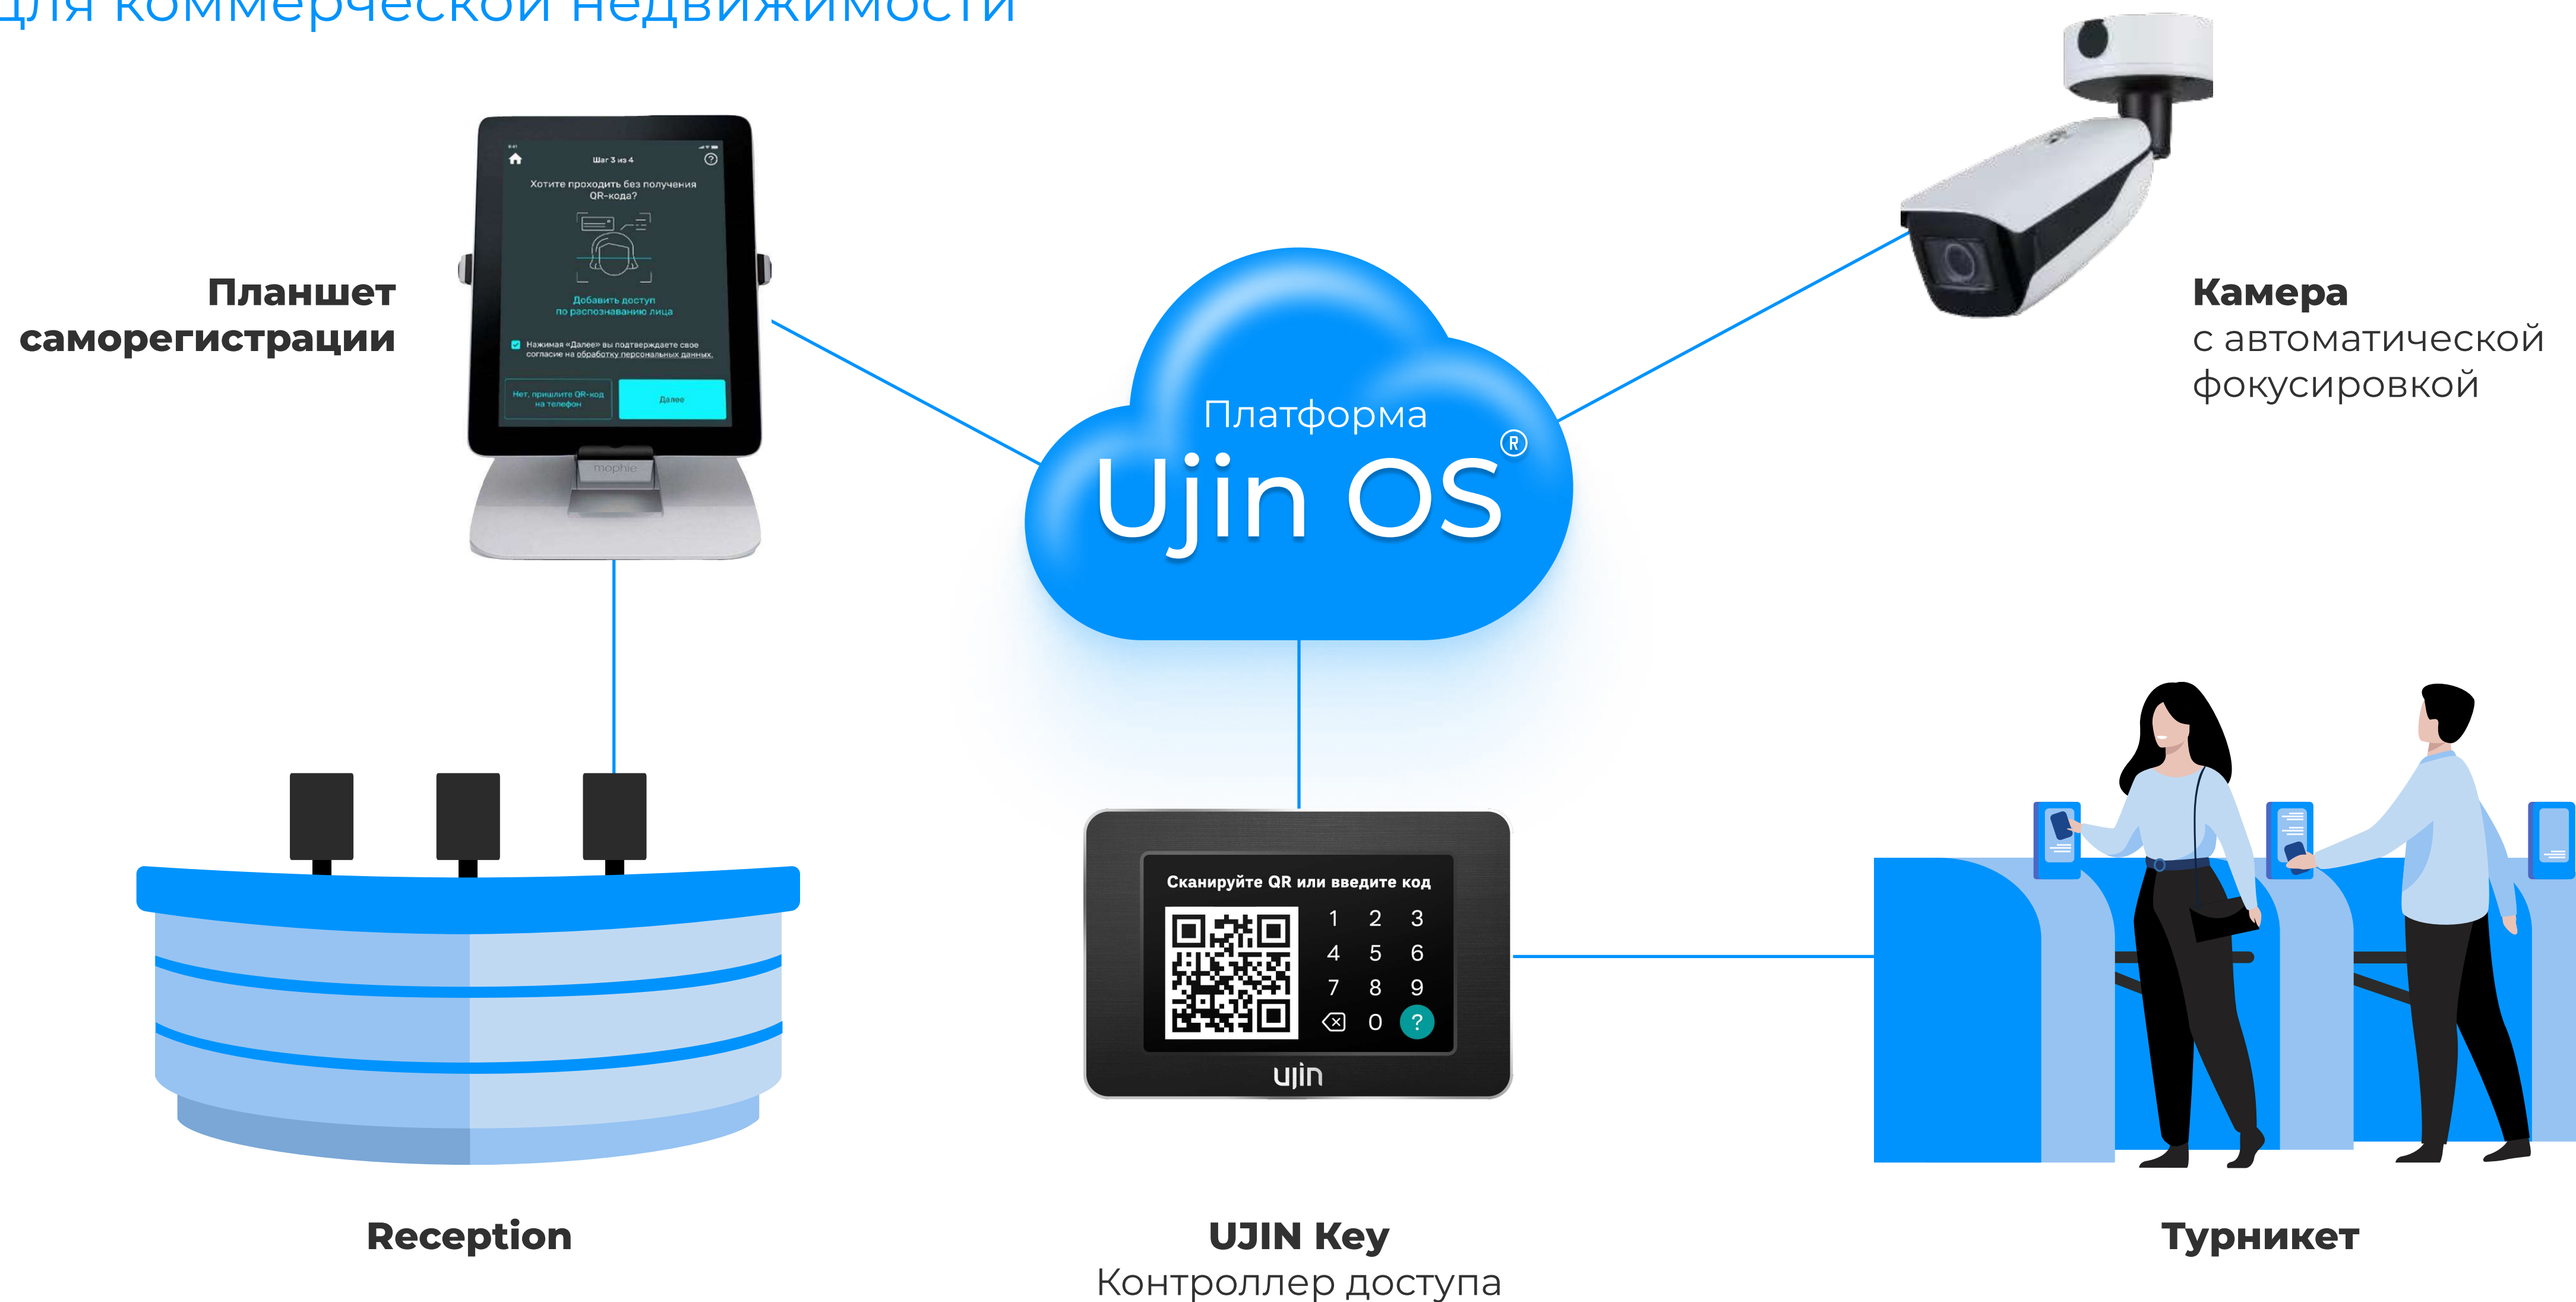 для коммерческой недвижимости
9:41
Шаг 3 из 4
?
Хотите проходить без получения
QR-кода?
Добавить доступ
по распознаванию лица
Нажимая «Далее» вы подтверждаете свое
согласие на обработку персональных данных.
Нет, пришлите QR-код
на телефон
Далее
mophie
Планшет
саморегистрации
Платформа
Ujin OS®
Камера
с автоматической
фокусировкой
Сканируйте QR или введите код
1 2 3
4 5 6
7 8 9
0 ?
ujin
Reception
UJIN Key
Контроллер доступа
Турникет